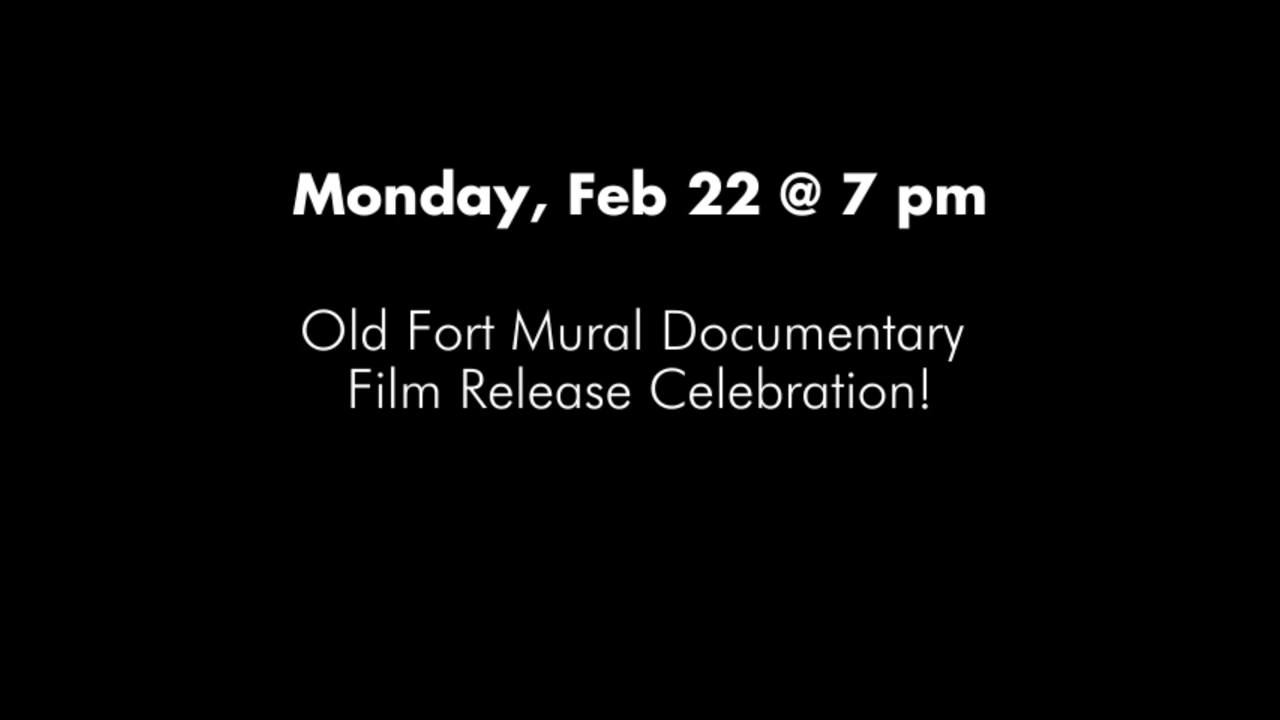 Monday, Feb 22 @ 7 pm
Old Fort Mural Documentary
Film Release Celebration!